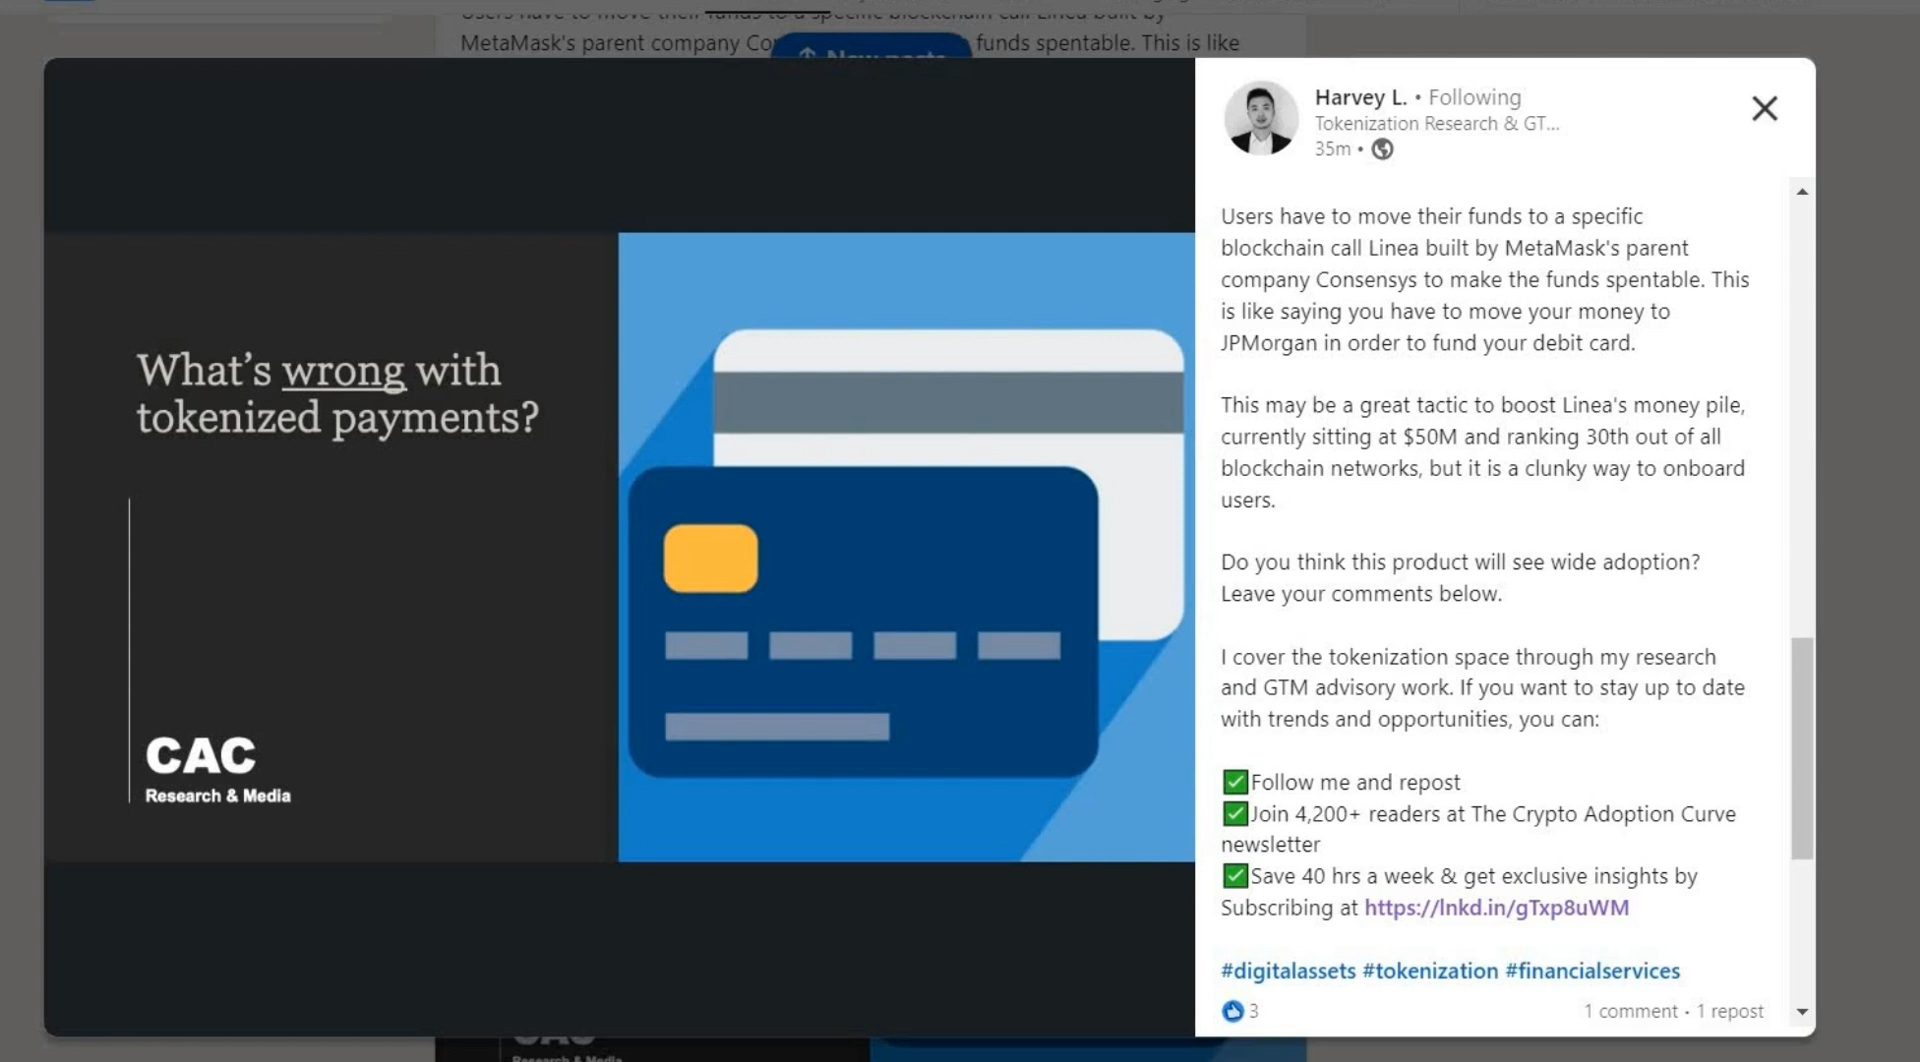 MetaMask's parent company
funds spentable. This is like
What's wrong with
tokenized payments?
CAC
Research & Media
Harvey L. • Following
Tokenization Research & GT...
35m •
Users have to move their funds to a specific
blockchain call Linea built by MetaMask's parent
company Consensys to make the funds spentable. This
is like saying you have to move your money to
JPMorgan in order to fund your debit card.
This may be a great tactic to boost Linea's money pile,
currently sitting at $50M and ranking 30th out of all
blockchain networks, but it is a clunky way to onboard
users.
Do you think this product will see wide adoption?
Leave your comments below.
I cover the tokenization space through my research
and GTM advisory work. If you want to stay up to date
with trends and opportunities, you can:
✅Follow me and repost
✅Join 4,200+ readers at The Crypto Adoption Curve
newsletter
✅Save 40 hrs a week & get exclusive insights by
Subscribing at https://lnkd.in/gTxp8uWM
#digitalassets #tokenization #financialservices
3
1 comment • 1 repost
Research & Media